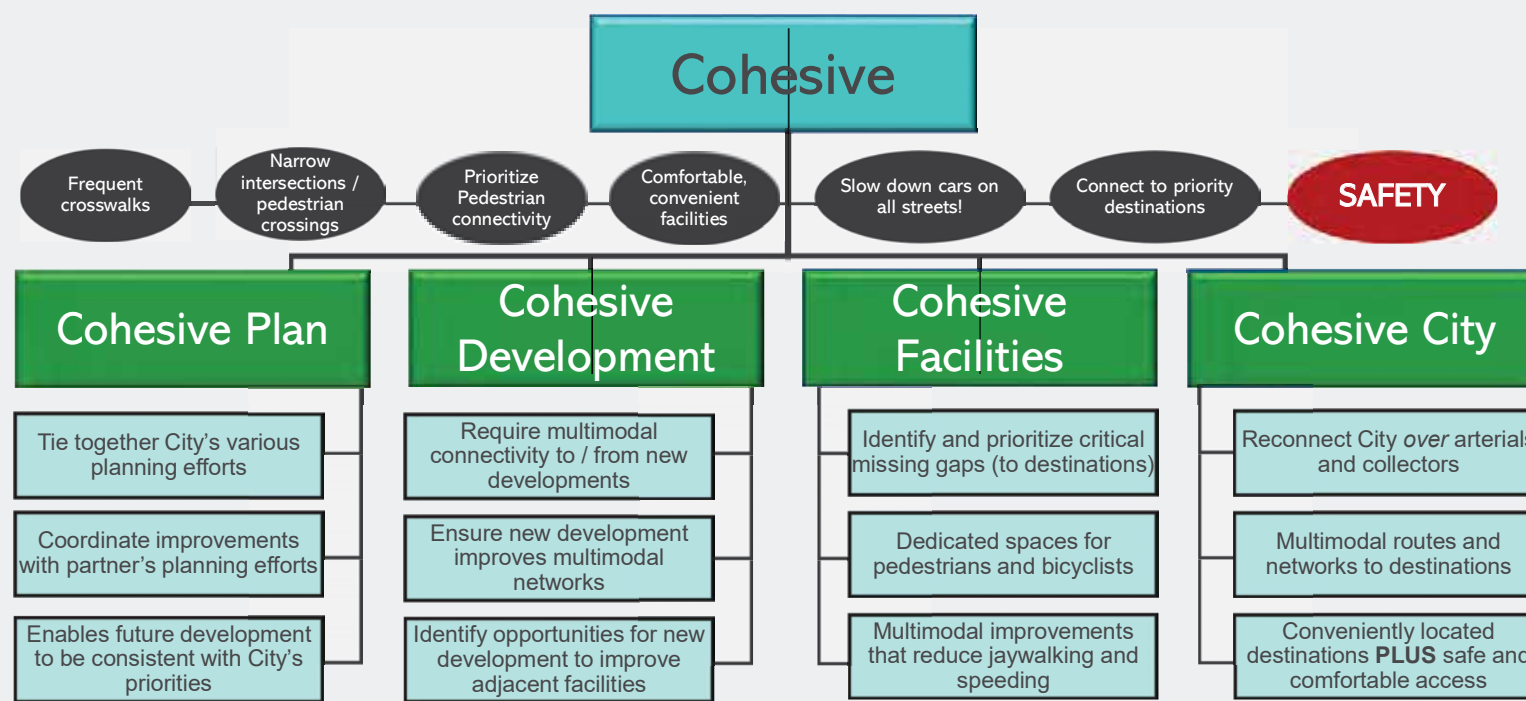 Cohesive
Frequent
crosswalks
Narrow
intersections /
pedestrian
crossings
Prioritize
Pedestrian
connectivity
Comfortable,
convenient
facilities
Slow down cars on
all streets!
Connect to priority
destinations
SAFETY
Cohesive Plan
Tie together City's various
planning efforts
Coordinate improvements
with partner's planning efforts
Enables future development
to be consistent with City's
priorities
Cohesive
Development
Require multimodal
connectivity to / from new
developments
Ensure new development
improves multimodal
networks
Identify opportunities for new
development to improve
adjacent facilities
Cohesive
Facilities
Identify and prioritize critical
missing gaps (to destinations)
Dedicated spaces for
pedestrians and bicyclists
Multimodal improvements
that reduce jaywalking and
speeding
Cohesive City
Reconnect City over arterials
and collectors
Multimodal routes and
networks to destinations
Conveniently located
destinations PLUS safe and
comfortable access